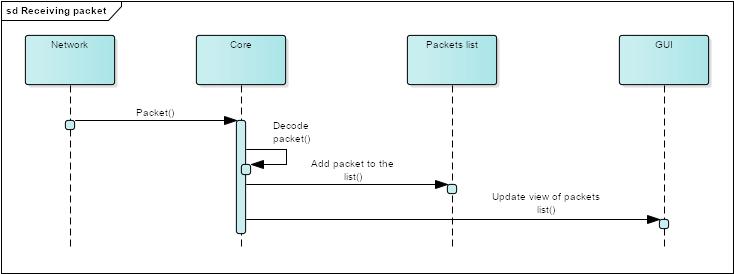 sd Receiving packet
Network
Core
Packets list
GUI
Packet()
Decode
packet()
Add packet to the
list()
Update view of packets
list()